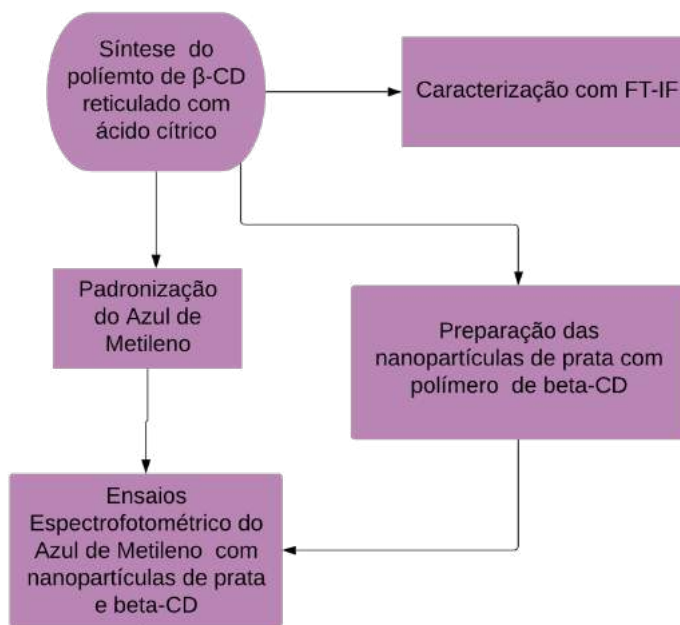 Síntese do
políemto de β-CD
reticulado com
ácido cítrico
Caracterização com FT-IF
Padronização
do Azul de
Metileno
Preparação das
nanopartículas de prata com
polímero de beta-CD
Ensaios
Espectrofotométrico do
Azul de Metileno com
nanopartículas de prata
e beta-CD